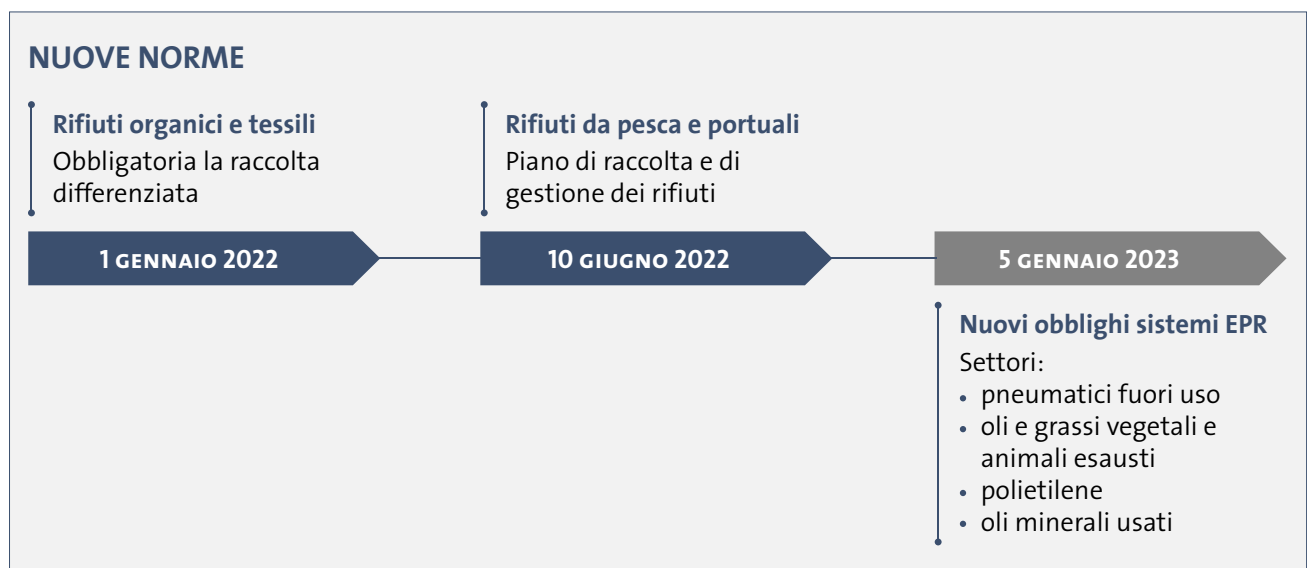 NUOVE NORME
Rifiuti organici e tessili
Obbligatoria la raccolta
differenziata
1 GENNAIO 2022
Rifiuti da pesca e portuali
Piano di raccolta e di
gestione dei rifiuti
10 GIUGNO 2022
5 GENNAIO 2023
Nuovi obblighi sistemi EPR
Settori:
• pneumatici fuori uso
• oli e grassi vegetali e
animali esausti
• polietilene
• oli minerali usati